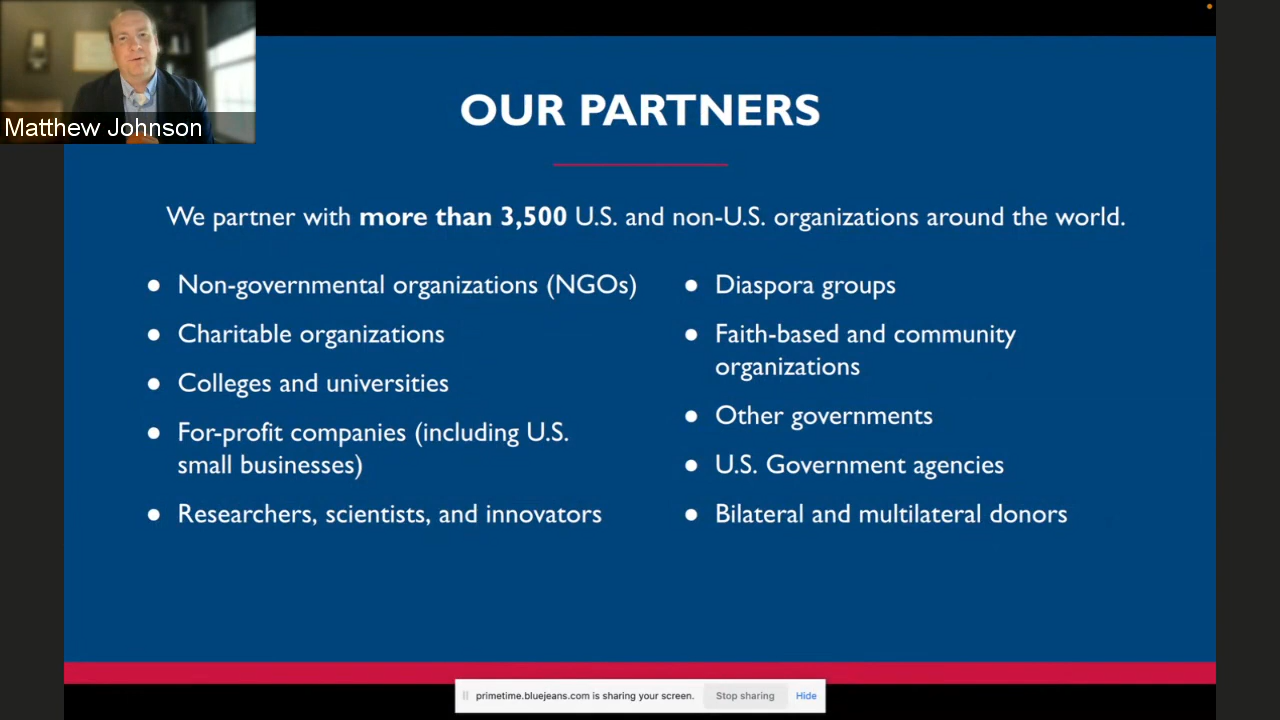 Matthew Johnson
OUR PARTNERS
We partner with more than 3,500 U.S. and non-U.S. organizations around the world.
● Non-governmental organizations (NGOs)
● Charitable organizations
● Colleges and universities
● For-profit companies (including U.S.
small businesses)
● Researchers, scientists, and innovators
● Diaspora groups
● Faith-based and community
organizations
● Other governments
● U.S. Government agencies
● Bilateral and multilateral donors
primetime.bluejeans.com is sharing your screen. Stop sharing Hide